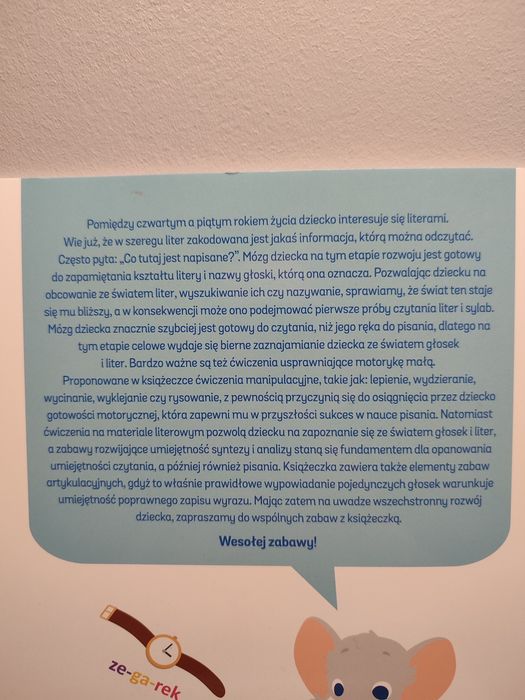 Pomiędzy czwartym a piątym rokiem życia dziecko interesuje się literami.
Wie już, że w szeregu liter zakodowana jest jakaś informacja, którą można odczytać.
Często pyta: „Co tutaj jest napisane?”. Mózg dziecka na tym etapie rozwoju jest gotowy
do zapamiętania kształtu litery i nazwy głoski, którą ona oznacza. Pozwalając dziecku na
obcowanie ze światem liter, wyszukiwanie ich czy nazywanie, sprawiamy, że świat ten staje
się mu bliższy, a w konsekwencji może ono podejmować pierwsze próby czytania liter i sylab.
Mózg dziecka znacznie szybciej jest gotowy do czytania, niż jego ręka do pisania, dlatego na
tym etapie celowe wydaje się bierne zaznajamianie dziecka ze światem głosek
i liter. Bardzo ważne są też ćwiczenia usprawniające motorykę małą.
Proponowane w książeczce ćwiczenia manipulacyjne, takie jak: lepienie, wydzieranie,
wycinanie, wyklejanie czy rysowanie, z pewnością przyczynią się do osiągnięcia przez dziecko
gotowości motorycznej, która zapewni mu w przyszłości sukces w nauce pisania. Natomiast
ćwiczenia na materiale literowym pozwolą dziecku na zapoznanie się ze światem głosek i liter,
a zabawy rozwijające umiejętność syntezy i analizy staną się fundamentem dla opanowania
umiejętności czytania, a później również pisania. Książeczka zawiera także elementy zabaw
artykulacyjnych, gdyż to właśnie prawidłowe wypowiadanie pojedynczych głosek warunkuje
umiejętność poprawnego zapisu wyrazu. Mając zatem na uwadze wszechstronny rozwój
dziecka, zapraszamy do wspólnych zabaw z książeczką.
Wesołej zabawy!
ze-ga-rek